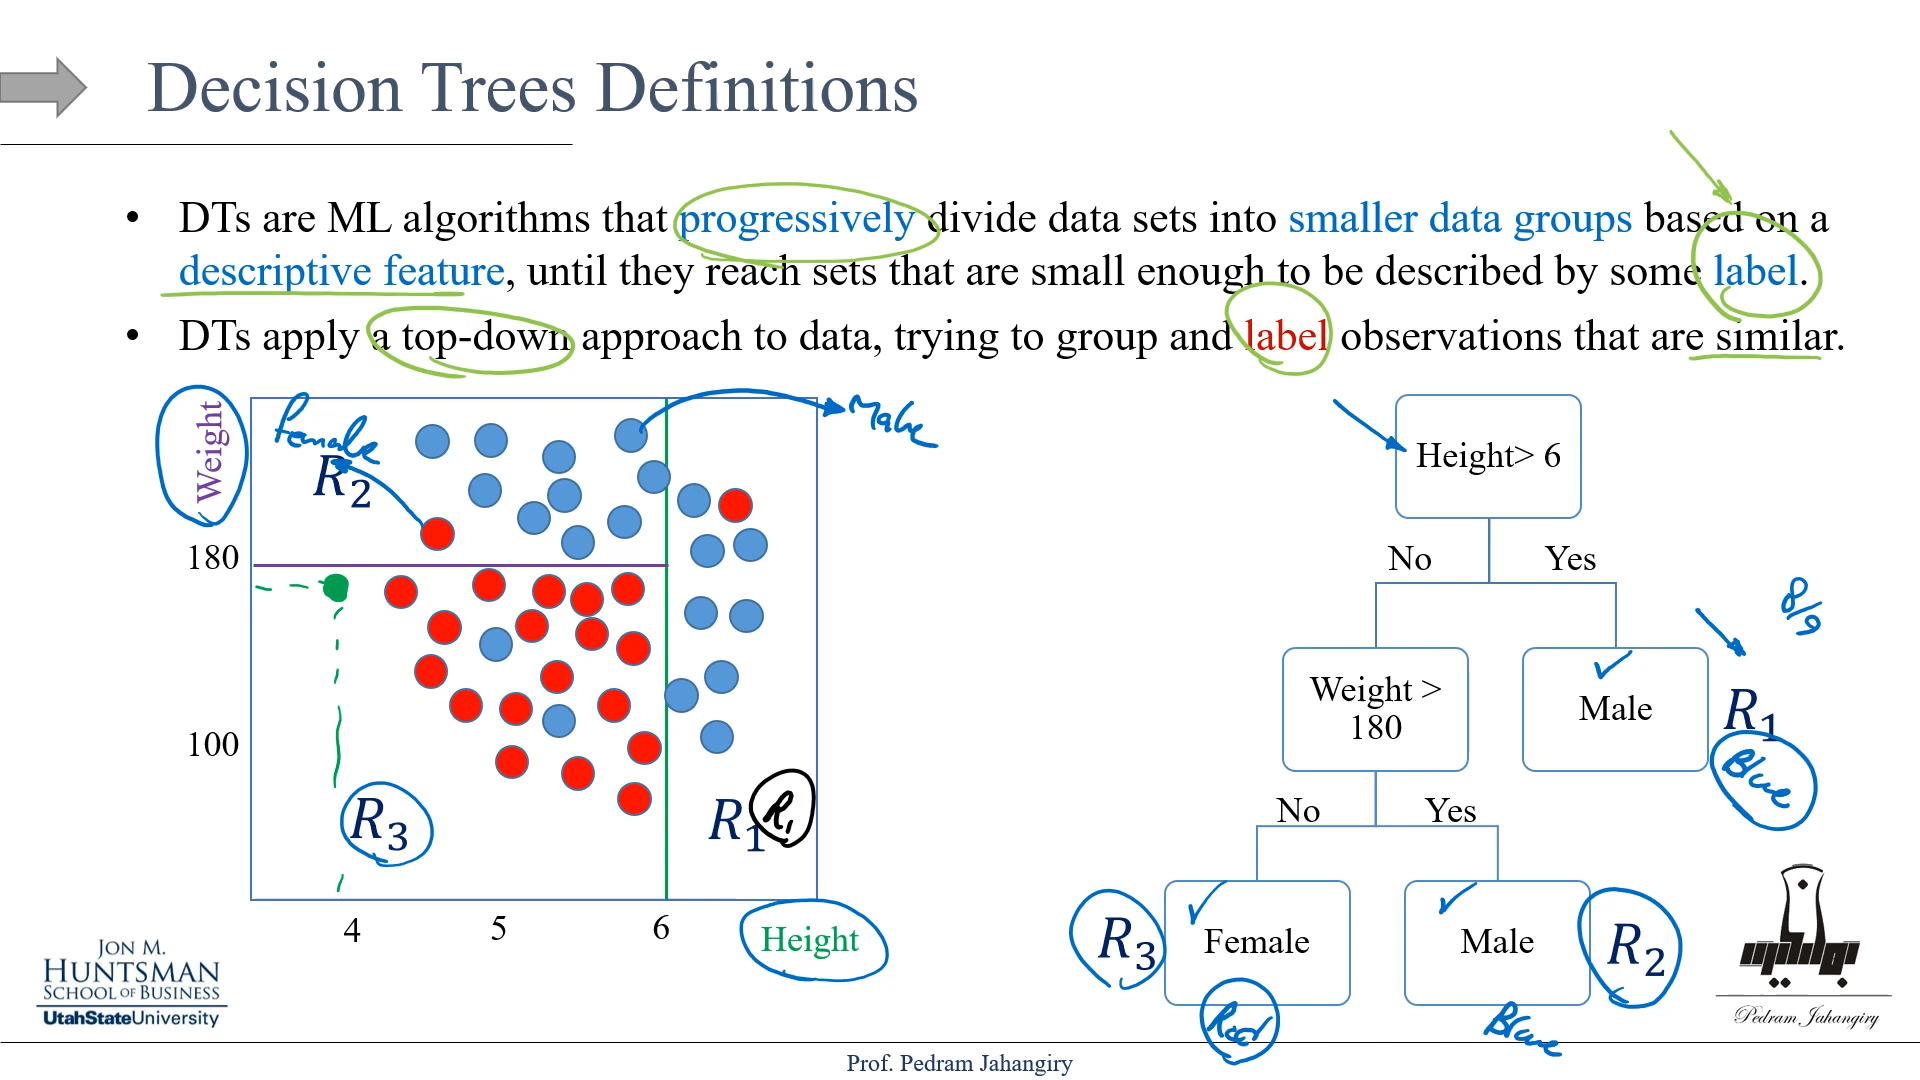 Decision Trees Definitions
• DTs are ML algorithms that progressively divide data sets into smaller data groups based on a
descriptive feature, until they reach sets that are small enough to be described by some label.
• DTs apply a top-down approach to data, trying to group and label observations that are similar.
Weight
Female
R2
Male
180
100
R3
R1
R1
4
5
6
Height
Height> 6
No
Yes
8/9
Weight >
180
Male
R1
Blue
No
Yes
R3
Female
Male
R2
Red
Blue
JON M.
HUNTSMAN
SCHOOL OF BUSINESS
UtahStateUniversity
Pedram Jahangiry
Prof. Pedram Jahangiry